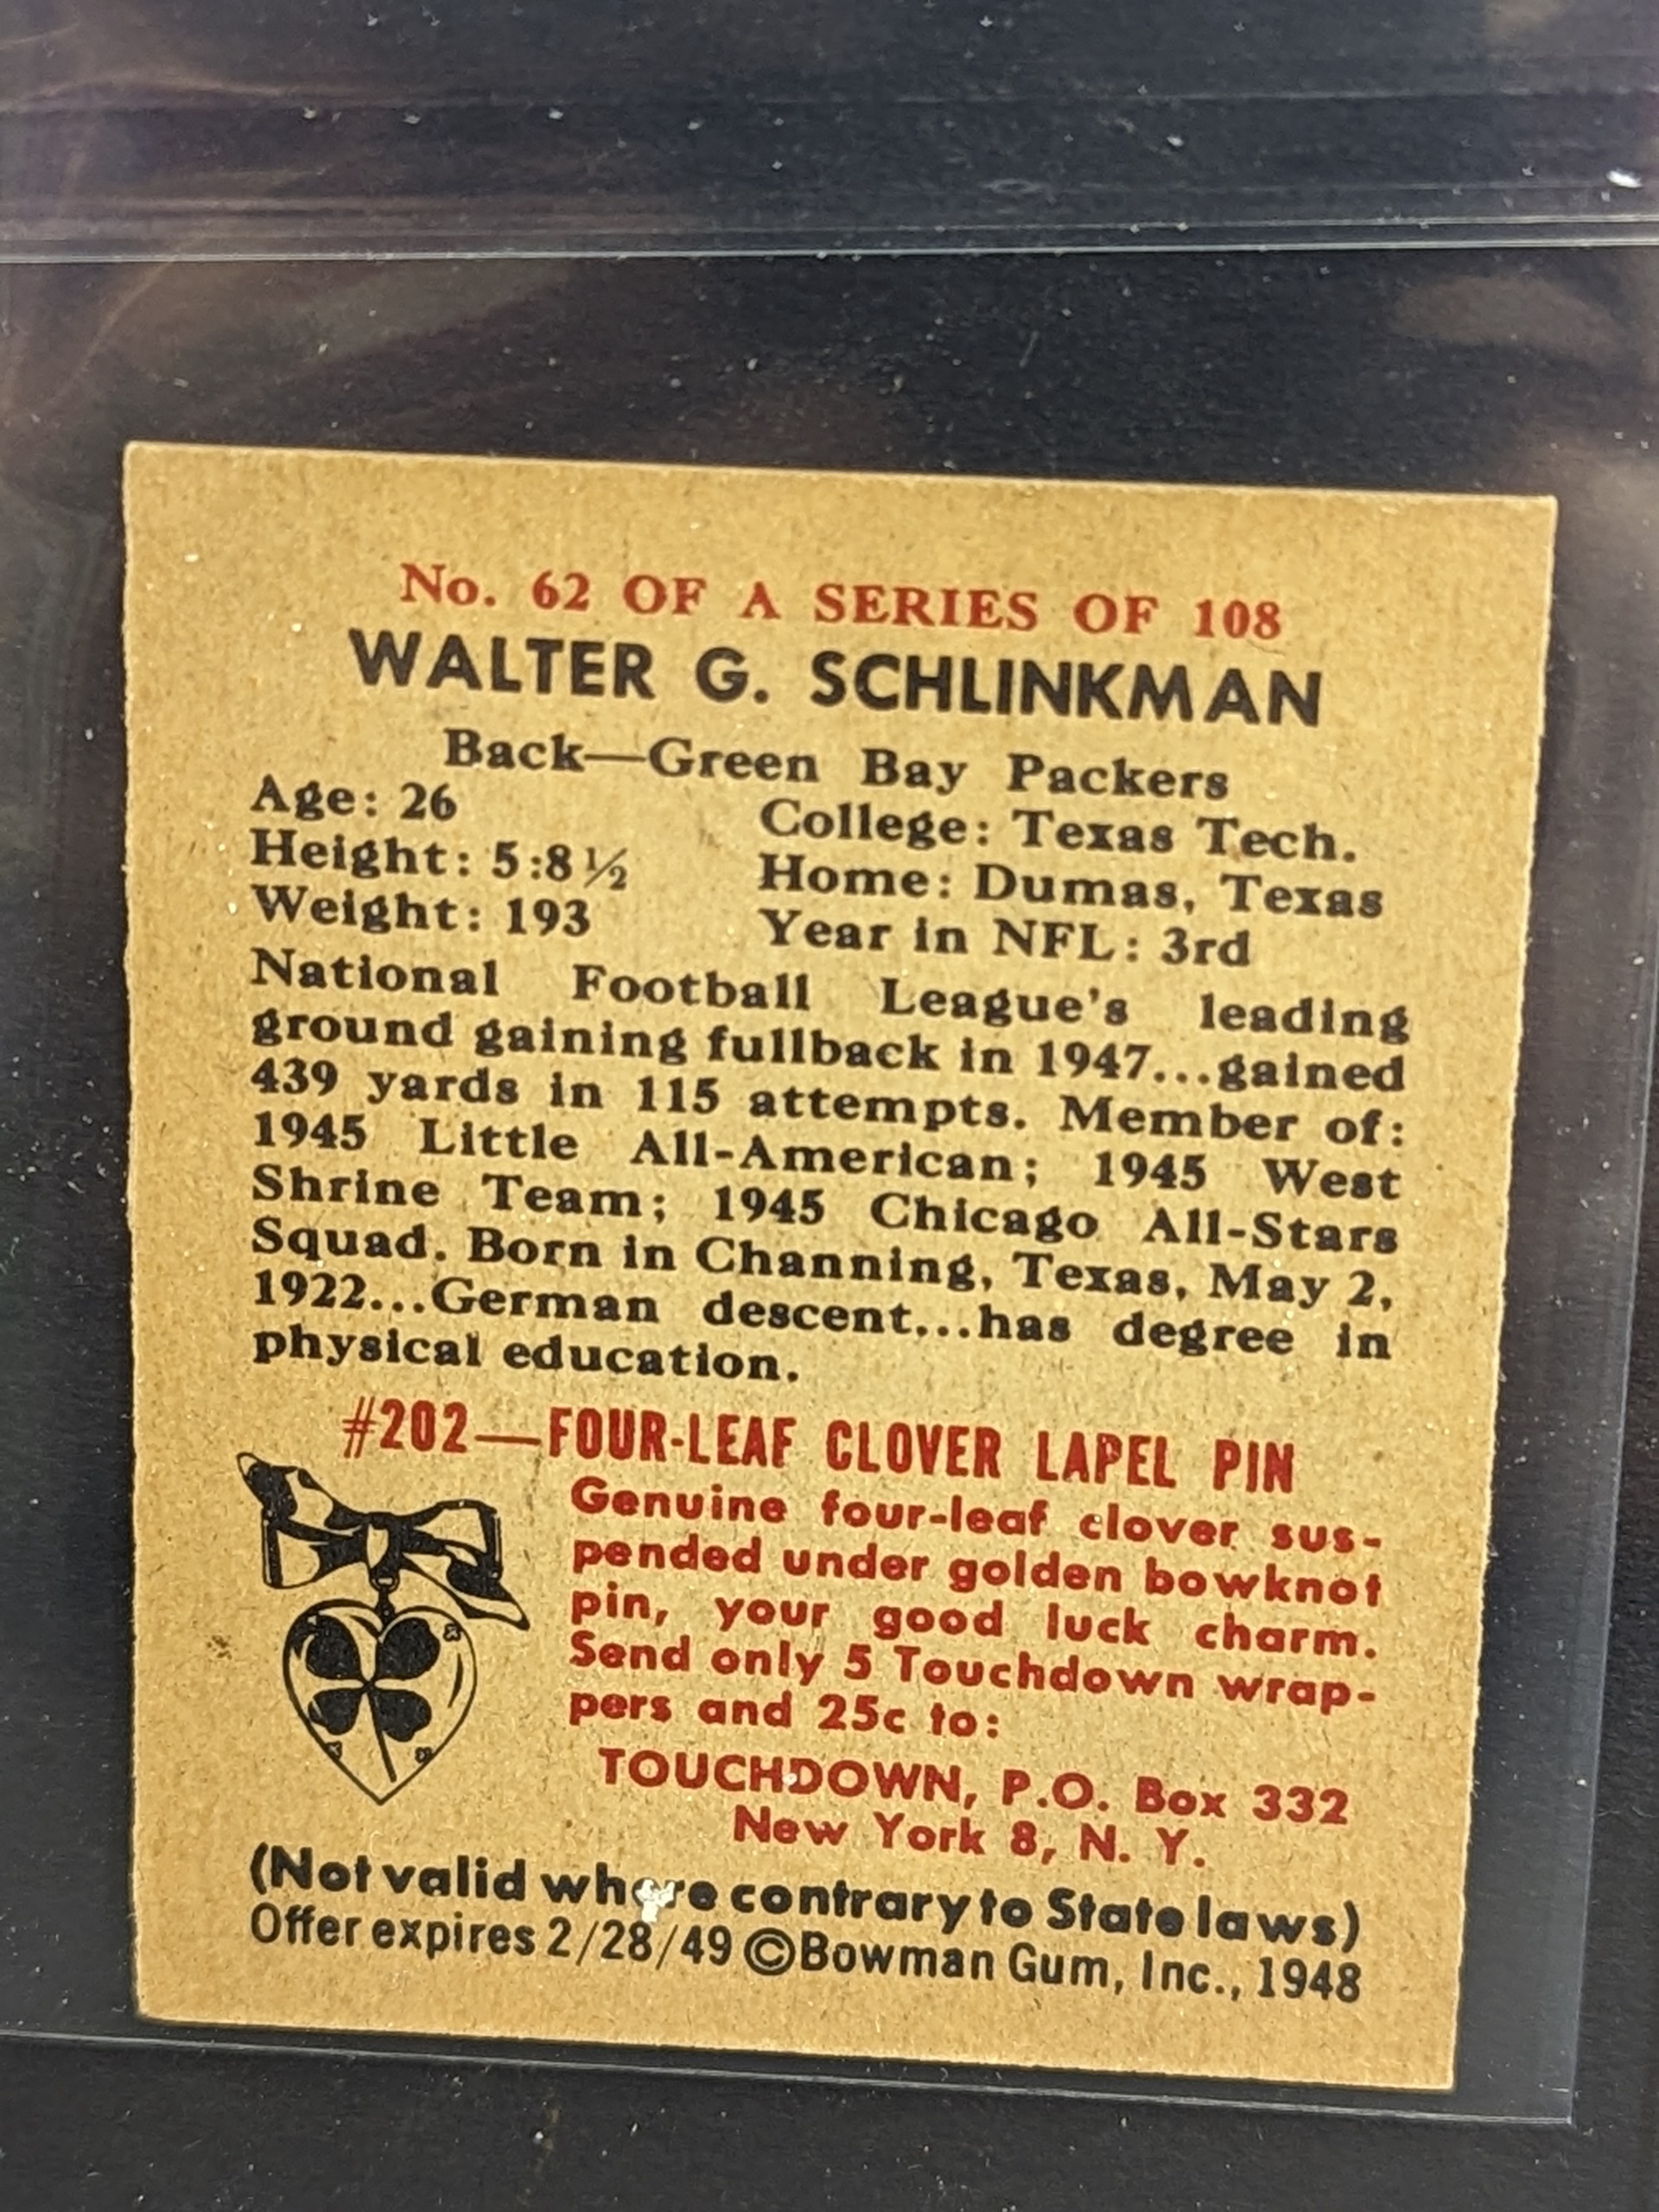 No. 62 OF A SERIES OF 108
WALTER G. SCHLINKMAN
Back—Green Bay Packers
Age: 26
College: Texas Tech.
Height: 5:8½
Home: Dumas, Texas
Weight: 193
Year in NFL: 3rd
National Football League's leading
ground gaining fullback in 1947...gained
439 yards in 115 attempts. Member of:
1945 Little All-American; 1945 West
Shrine Team; 1945 Chicago All-Stars
Squad. Born in Channing, Texas, May 2,
1922...German descent...has degree in
physical education.
#202—FOUR-LEAF CLOVER LAPEL PIN
Genuine four-leaf clover sus-
pended under golden bowknot
pin, your good luck charm.
Send only 5 Touchdown wrap-
pers and 25c to:
TOUCHDOWN, P.O. Box 332
New York 8, N. Y.
(Not valid where contrary to State laws)
Offer expires 2/28/49 ©Bowman Gum, Inc., 1948